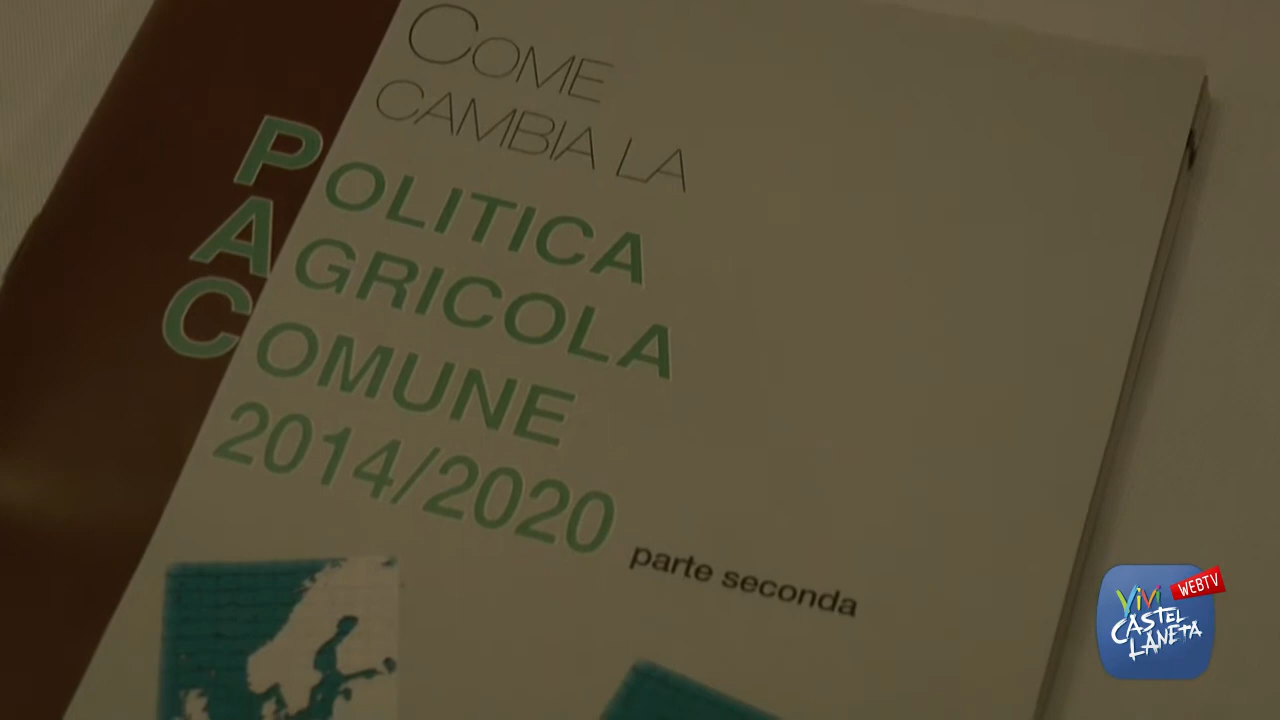 COME
CAMBIA LA
POLITICA
AGRICOLA
COMUNE
2014/2020
parte seconda
ViVi
WEBTV
CASTEL
LANETA